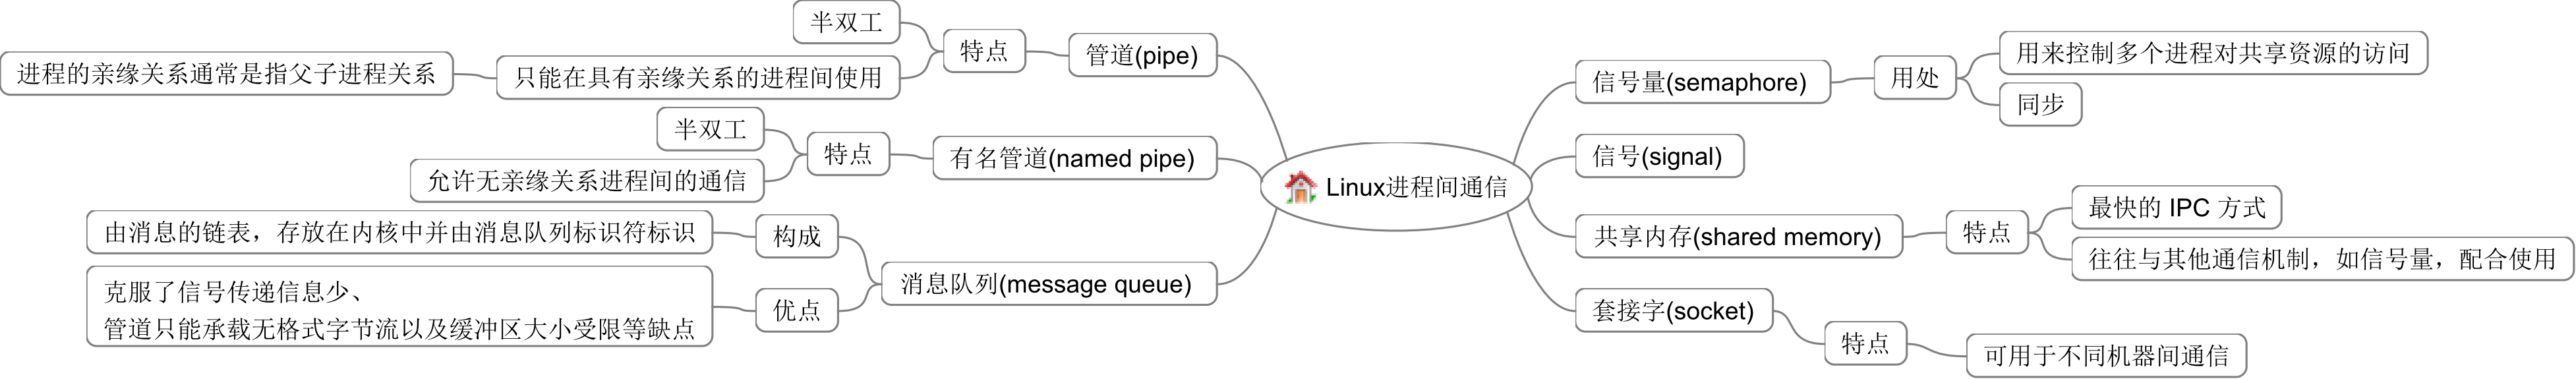 Linux进程间通信
管道(pipe)
特点
半双工
只能在具有亲缘关系的进程间使用
进程的亲缘关系通常是指父子进程关系
有名管道(named pipe)
特点
半双工
允许无亲缘关系进程间的通信
消息队列(message queue)
构成
由消息的链表，存放在内核中并由消息队列标识符标识
优点
克服了信号传递信息少、
管道只能承载无格式字节流以及缓冲区大小受限等缺点
信号量(semaphore)
用处
用来控制多个进程对共享资源的访问
同步
信号(signal)
共享内存(shared memory)
特点
最快的 IPC 方式
往往与其他通信机制，如信号量，配合使用
套接字(socket)
特点
可用于不同机器间通信